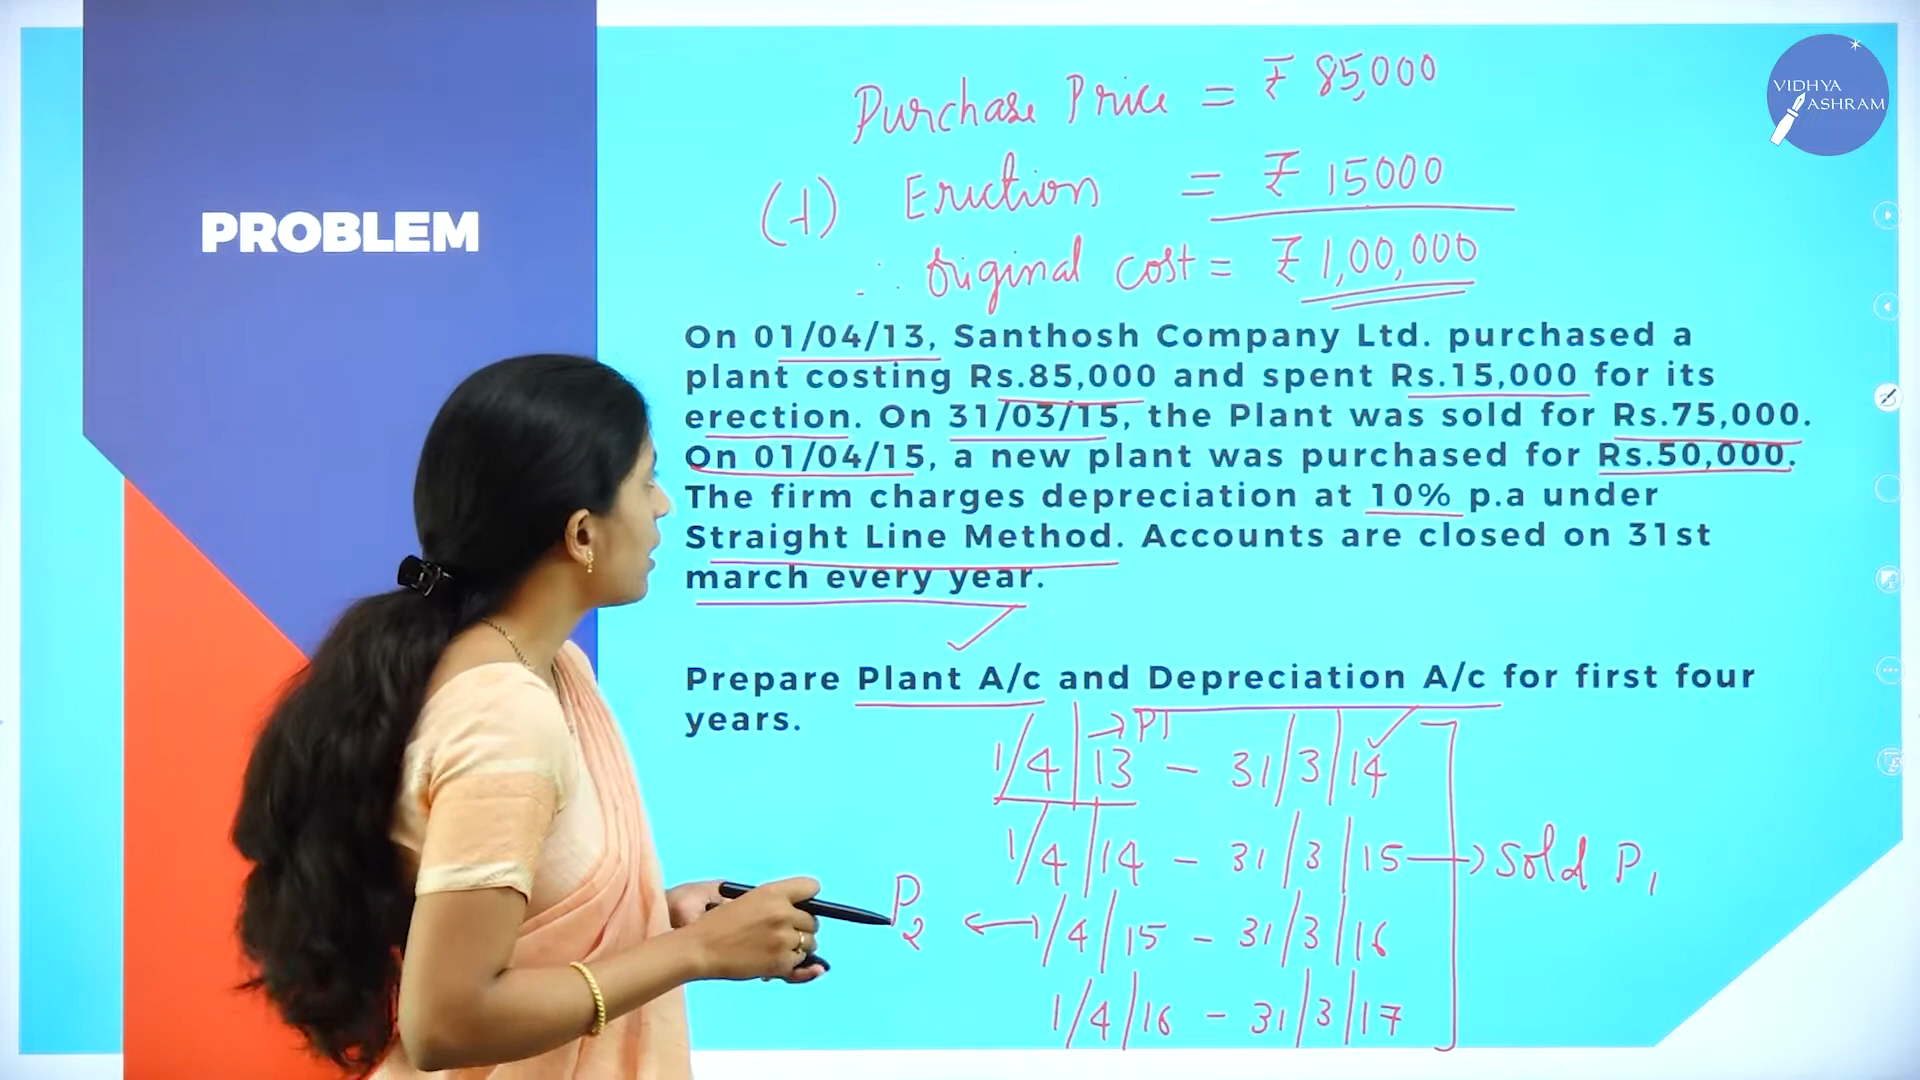 VIDHYA
ASHRAM
PROBLEM
Purchase Price = ₹ 85,000
(+) Erection = ₹ 15000
∴ Original cost = ₹ 1,00,000
On 01/04/13, Santhosh Company Ltd. purchased a
plant costing Rs.85,000 and spent Rs.15,000 for its
erection. On 31/03/15, the Plant was sold for Rs.75,000.
On 01/04/15, a new plant was purchased for Rs.50,000.
The firm charges depreciation at 10% p.a under
Straight Line Method. Accounts are closed on 31st
march every year.
Prepare Plant A/c and Depreciation A/c for first four
years.
→ P1
1/4/13 – 31/3/14
1/4/14 – 31/3/15 → Sold P1
P2 ← 1/4/15 – 31/3/16
1/4/16 – 31/3/17